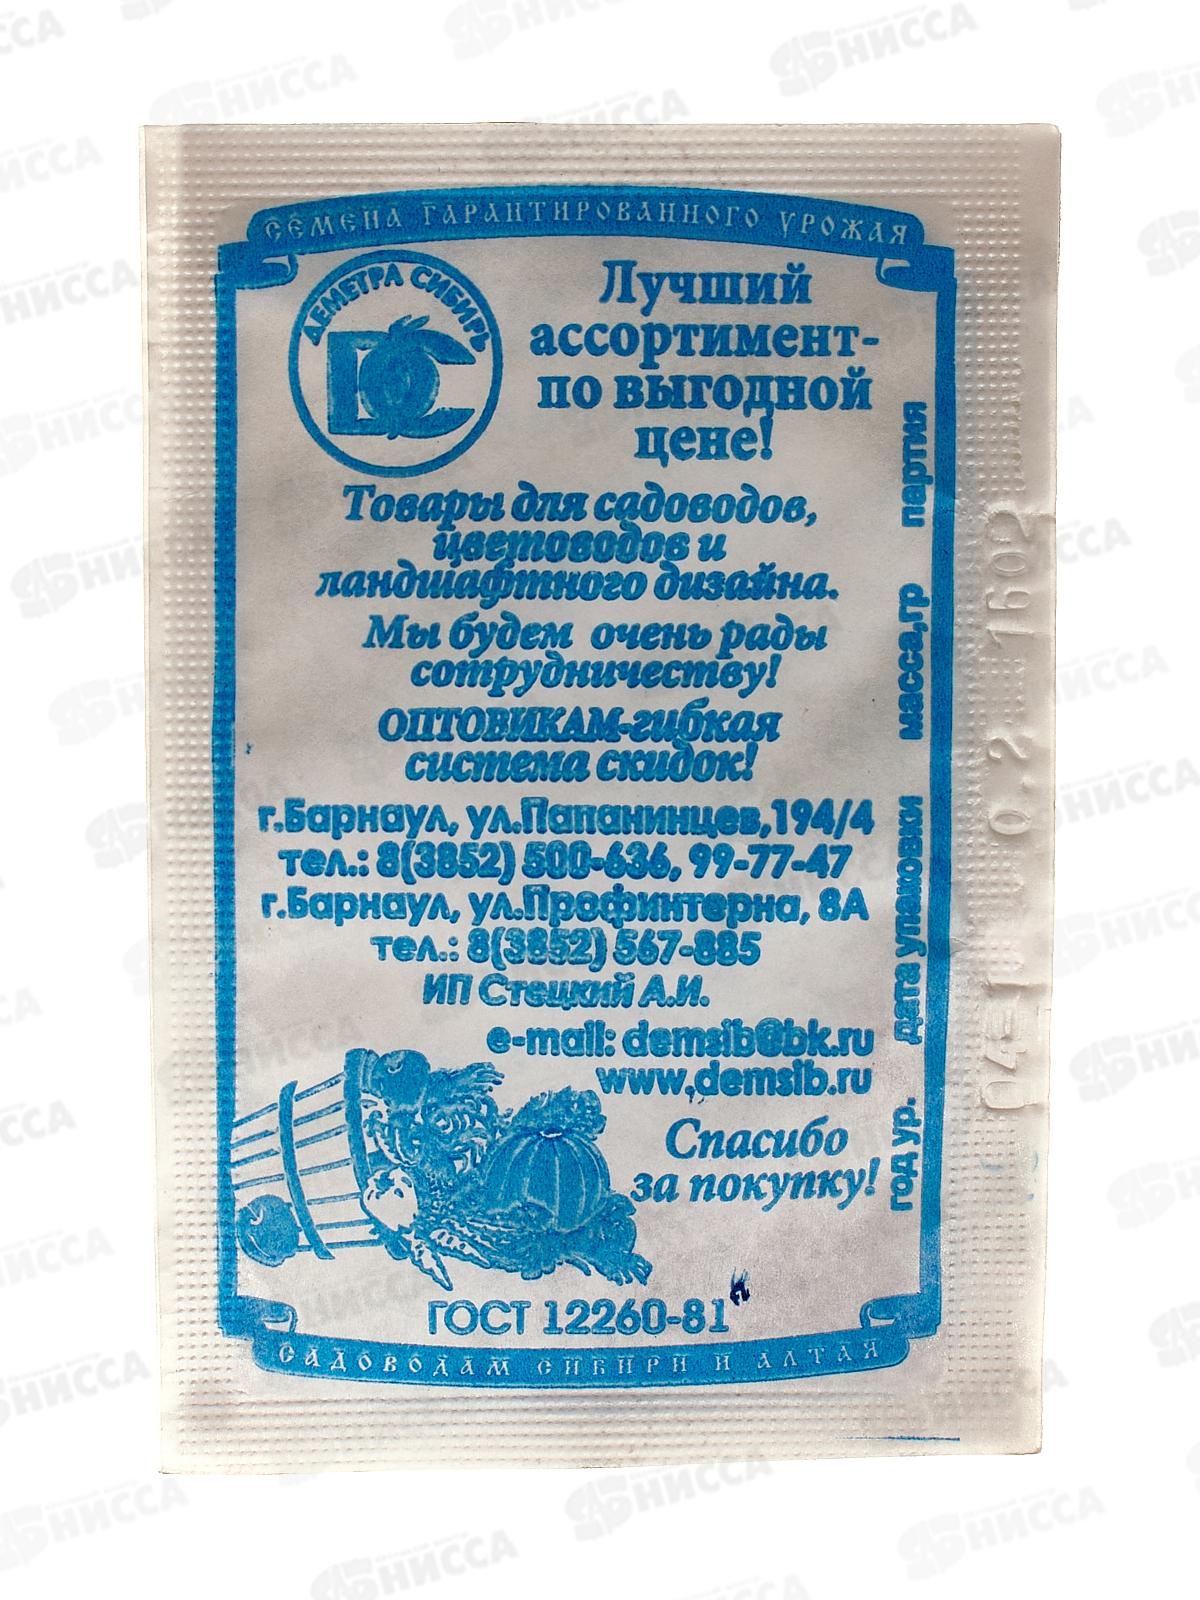 СЕМЕНА ГАРАНТИРОВАННОГО УРОЖАЯ
ДЕМЕТРА СИБИРЬ
ДС
Лучший
ассортимент-
по выгодной
цене!
Товары для садоводов,
цветоводов и
ландшафтного дизайна.
Мы будем очень рады
сотрудничеству!
ОПТОВИКАМ-гибкая
система скидок!
г.Барнаул, ул.Папанинцев,194/4
тел.: 8(3852) 500-636, 99-77-47
г.Барнаул, ул.Профинтерна, 8А
тел.: 8(3852) 567-885
ИП Стецкий А.И.
e-mail: demsib@bk.ru
www.demsib.ru
Спасибо
за покупку!
ГОСТ 12260-81
САДОВОДАМ СИБИРИ И АЛТАЯ
год ур. дата упаковки масса,гр партия
0.2 1602
НИССА